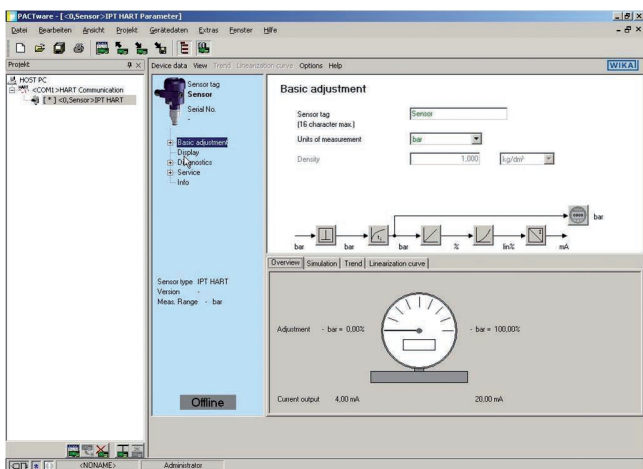 PACTware - [<0,Sensor>IPT HART Parameter]
Datei Bearbeiten Ansicht Projekt Gerätedaten Extras Fenster Hilfe
Projekt
Device data View Trend Linearization curve Options Help
WIKAI
HOST PC
<COM1>HART Communication
[*] <0,Sensor>IPT HART
Sensor tag
Sensor
Serial No.
-
Basic adjustment
Display
Diagnostics
Service
Info
Sensor type IPT HART
Version -
Meas. Range - bar
Offline
Basic adjustment
Sensor tag Sensor
(16 character max.)
Units of measurement bar
Density 1,000 kg/dm³
bar
bar bar bar % lin% mA
Overview Simulation Trend Linearization curve
Adjustment - bar = 0,00% - bar = 100,00%
Current output 4,00 mA 20,00 mA
<NONAME> Administrator